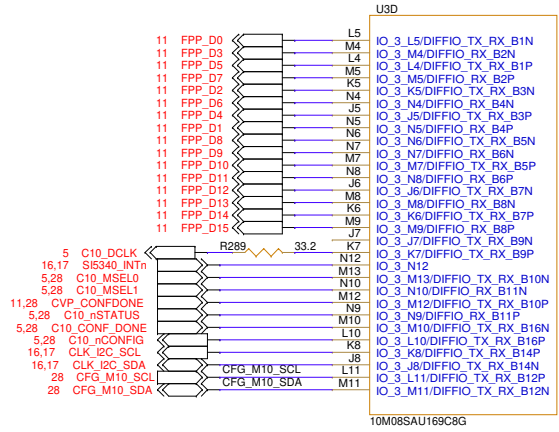 U3D
11 FPP_D0 L5 IO_3_L5/DIFFIO_TX_RX_B1N
11 FPP_D3 M4 IO_3_M4/DIFFIO_RX_B2N
11 FPP_D5 L4 IO_3_L4/DIFFIO_TX_RX_B1P
11 FPP_D7 M5 IO_3_M5/DIFFIO_RX_B2P
11 FPP_D2 K5 IO_3_K5/DIFFIO_TX_RX_B3N
11 FPP_D6 N4 IO_3_N4/DIFFIO_RX_B4N
11 FPP_D4 J5 IO_3_J5/DIFFIO_TX_RX_B3P
11 FPP_D1 N5 IO_3_N5/DIFFIO_RX_B4P
11 FPP_D8 N6 IO_3_N6/DIFFIO_TX_RX_B5N
11 FPP_D9 N7 IO_3_N7/DIFFIO_RX_B6N
11 FPP_D10 M7 IO_3_M7/DIFFIO_TX_RX_B5P
11 FPP_D11 N8 IO_3_N8/DIFFIO_RX_B6P
11 FPP_D12 J6 IO_3_J6/DIFFIO_TX_RX_B7N
11 FPP_D13 M8 IO_3_M8/DIFFIO_RX_B8N
11 FPP_D14 K6 IO_3_K6/DIFFIO_TX_RX_B7P
11 FPP_D15 M9 IO_3_M9/DIFFIO_RX_B8P
J7 IO_3_J7/DIFFIO_TX_RX_B9N
5 C10_DCLK R289 33.2 K7 IO_3_K7/DIFFIO_TX_RX_B9P
16,17 SI5340_INTn N12 IO_3_N12
5,28 C10_MSEL0 M13 IO_3_M13/DIFFIO_TX_RX_B10N
5,28 C10_MSEL1 N10 IO_3_N10/DIFFIO_RX_B11N
11,28 CVP_CONFDONE M12 IO_3_M12/DIFFIO_TX_RX_B10P
5,28 C10_nSTATUS N9 IO_3_N9/DIFFIO_RX_B11P
5,28 C10_CONF_DONE M10 IO_3_M10/DIFFIO_TX_RX_B16N
5,28 C10_nCONFIG L10 IO_3_L10/DIFFIO_TX_RX_B16P
16,17 CLK_I2C_SCL K8 IO_3_K8/DIFFIO_TX_RX_B14P
16,17 CLK_I2C_SDA J8 IO_3_J8/DIFFIO_TX_RX_B14N
28 CFG_M10_SCL CFG_M10_SCL L11 IO_3_L11/DIFFIO_TX_RX_B12P
28 CFG_M10_SDA CFG_M10_SDA M11 IO_3_M11/DIFFIO_TX_RX_B12N
10M08SAU169C8G